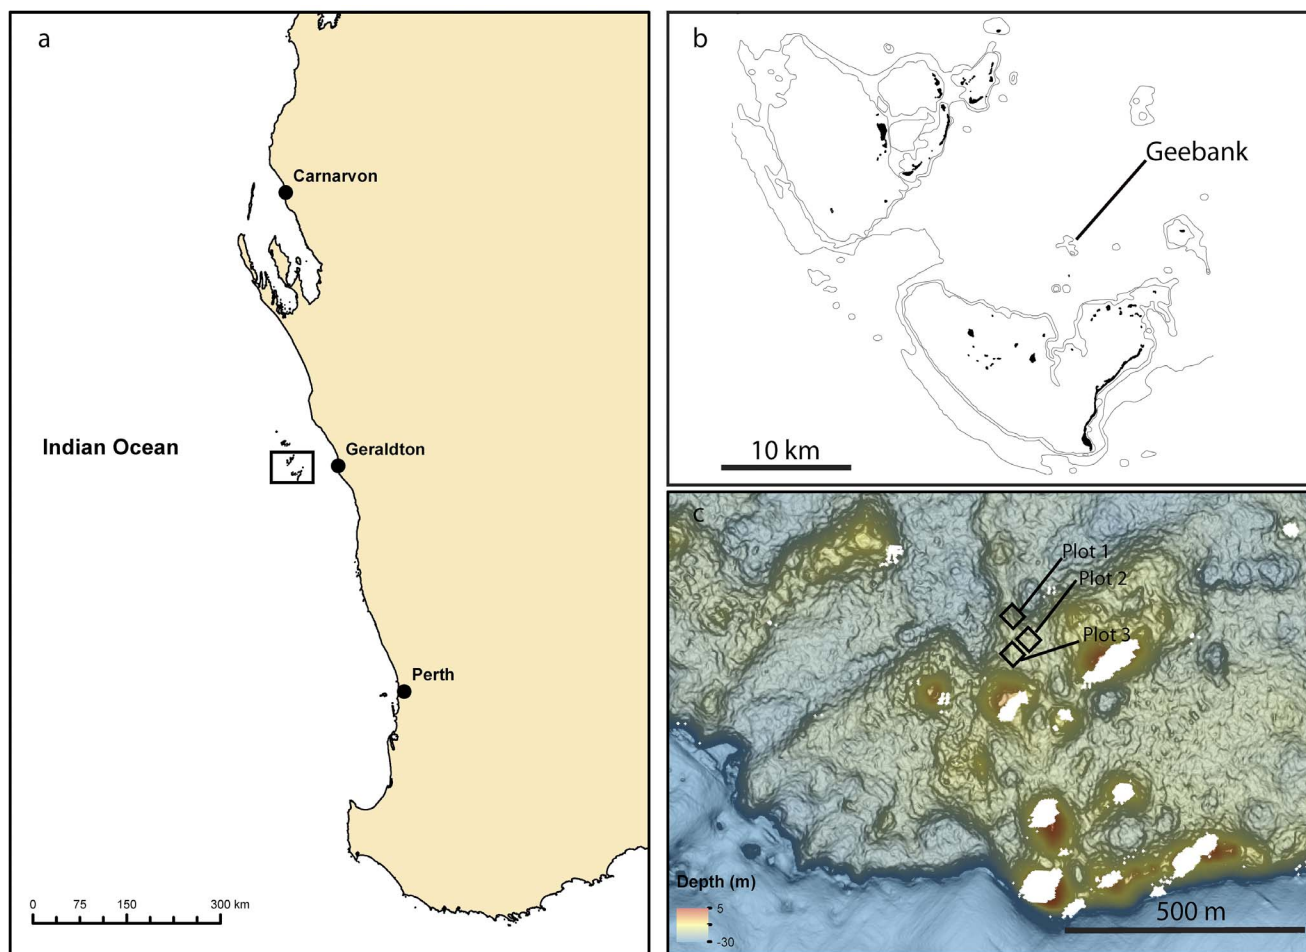 a
Carnarvon
Indian Ocean
Geraldton
Perth
0 75 150 300 km
b
Geebank
10 km
c
Plot 1
Plot 2
Plot 3
Depth (m)
5
-30
500 m